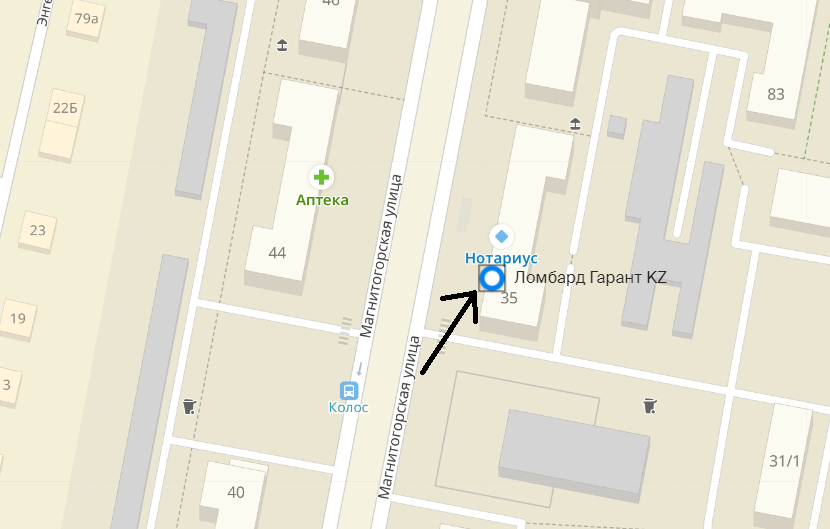 Энге
79а
46
83
22Б
Аптека
Магнитогорская улица
23
44
Нотариус
Ломбард Гарант KZ
35
19
Магнитогорская улица
3
Колос
31/1
40